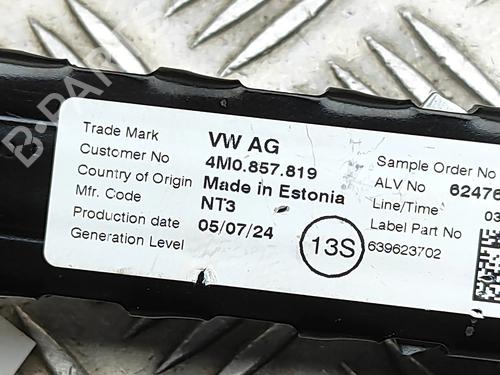 Trade Mark VW AG
Customer No 4M0.857.819
Country of Origin Made in Estonia
Mfr. Code NT3
Production date 05/07/24
Generation Level
13S
Sample Order No
ALV No 6247
Line/Time 03
Label Part No
639623702
B-PARTS